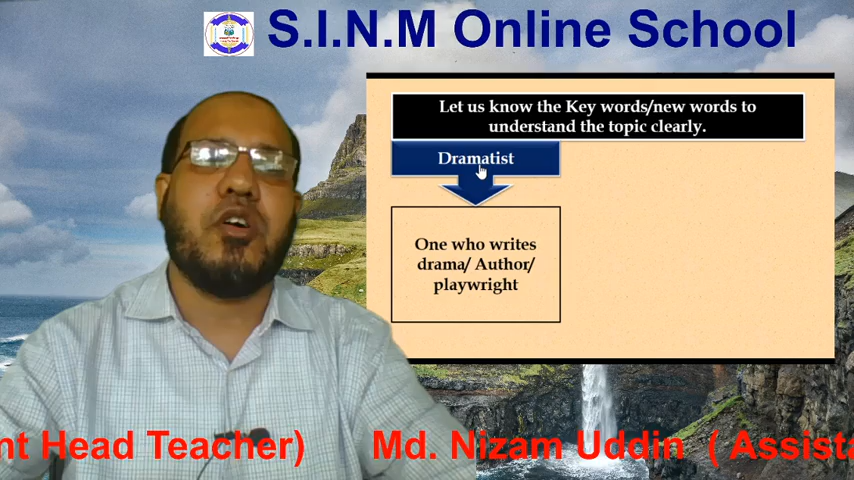 S.I.N.M Online School
Let us know the Key words/new words to
understand the topic clearly.
Dramatist
One who writes
drama/ Author/
playwright
nt Head Teacher) Md. Nizam Uddin ( Assista